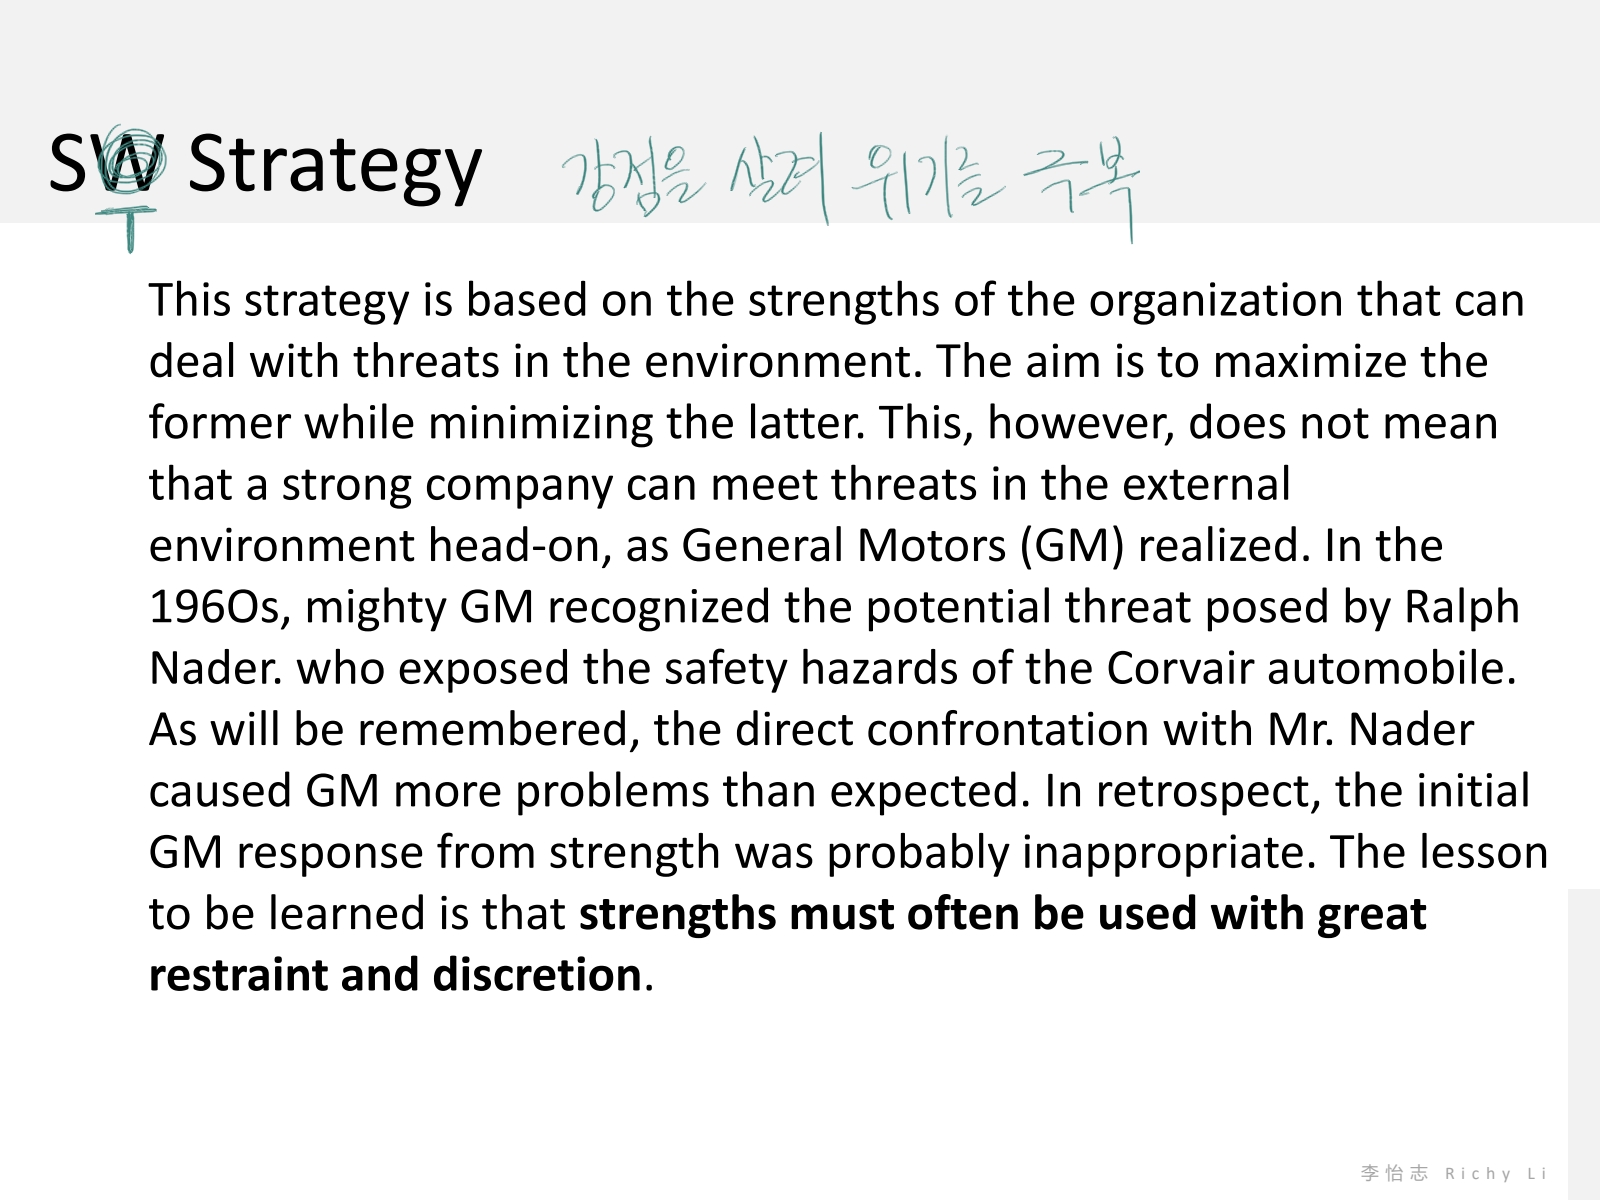 SW Strategy 강점을 살려 위기를 극복
T
This strategy is based on the strengths of the organization that can
deal with threats in the environment. The aim is to maximize the
former while minimizing the latter. This, however, does not mean
that a strong company can meet threats in the external
environment head-on, as General Motors (GM) realized. In the
196Os, mighty GM recognized the potential threat posed by Ralph
Nader. who exposed the safety hazards of the Corvair automobile.
As will be remembered, the direct confrontation with Mr. Nader
caused GM more problems than expected. In retrospect, the initial
GM response from strength was probably inappropriate. The lesson
to be learned is that strengths must often be used with great
restraint and discretion.
李怡志 Richy Li